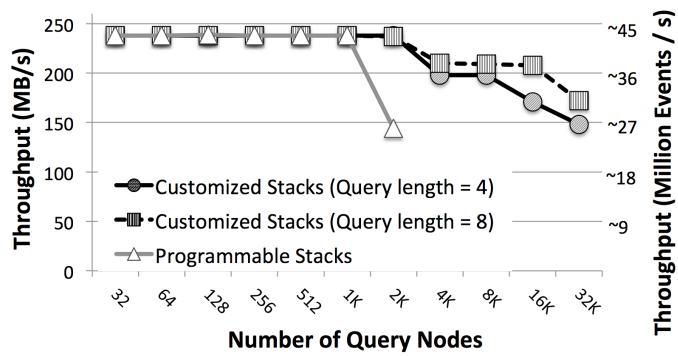 Throughput (MB/s)
250
200
150
100
50
0
Customized Stacks (Query length = 4)
Customized Stacks (Query length = 8)
Programmable Stacks
32
64
128
256
512
1K
2K
4K
8K
16K
32K
Number of Query Nodes
~45
~36
~27
~18
~9
Throughput (Million Events / s)